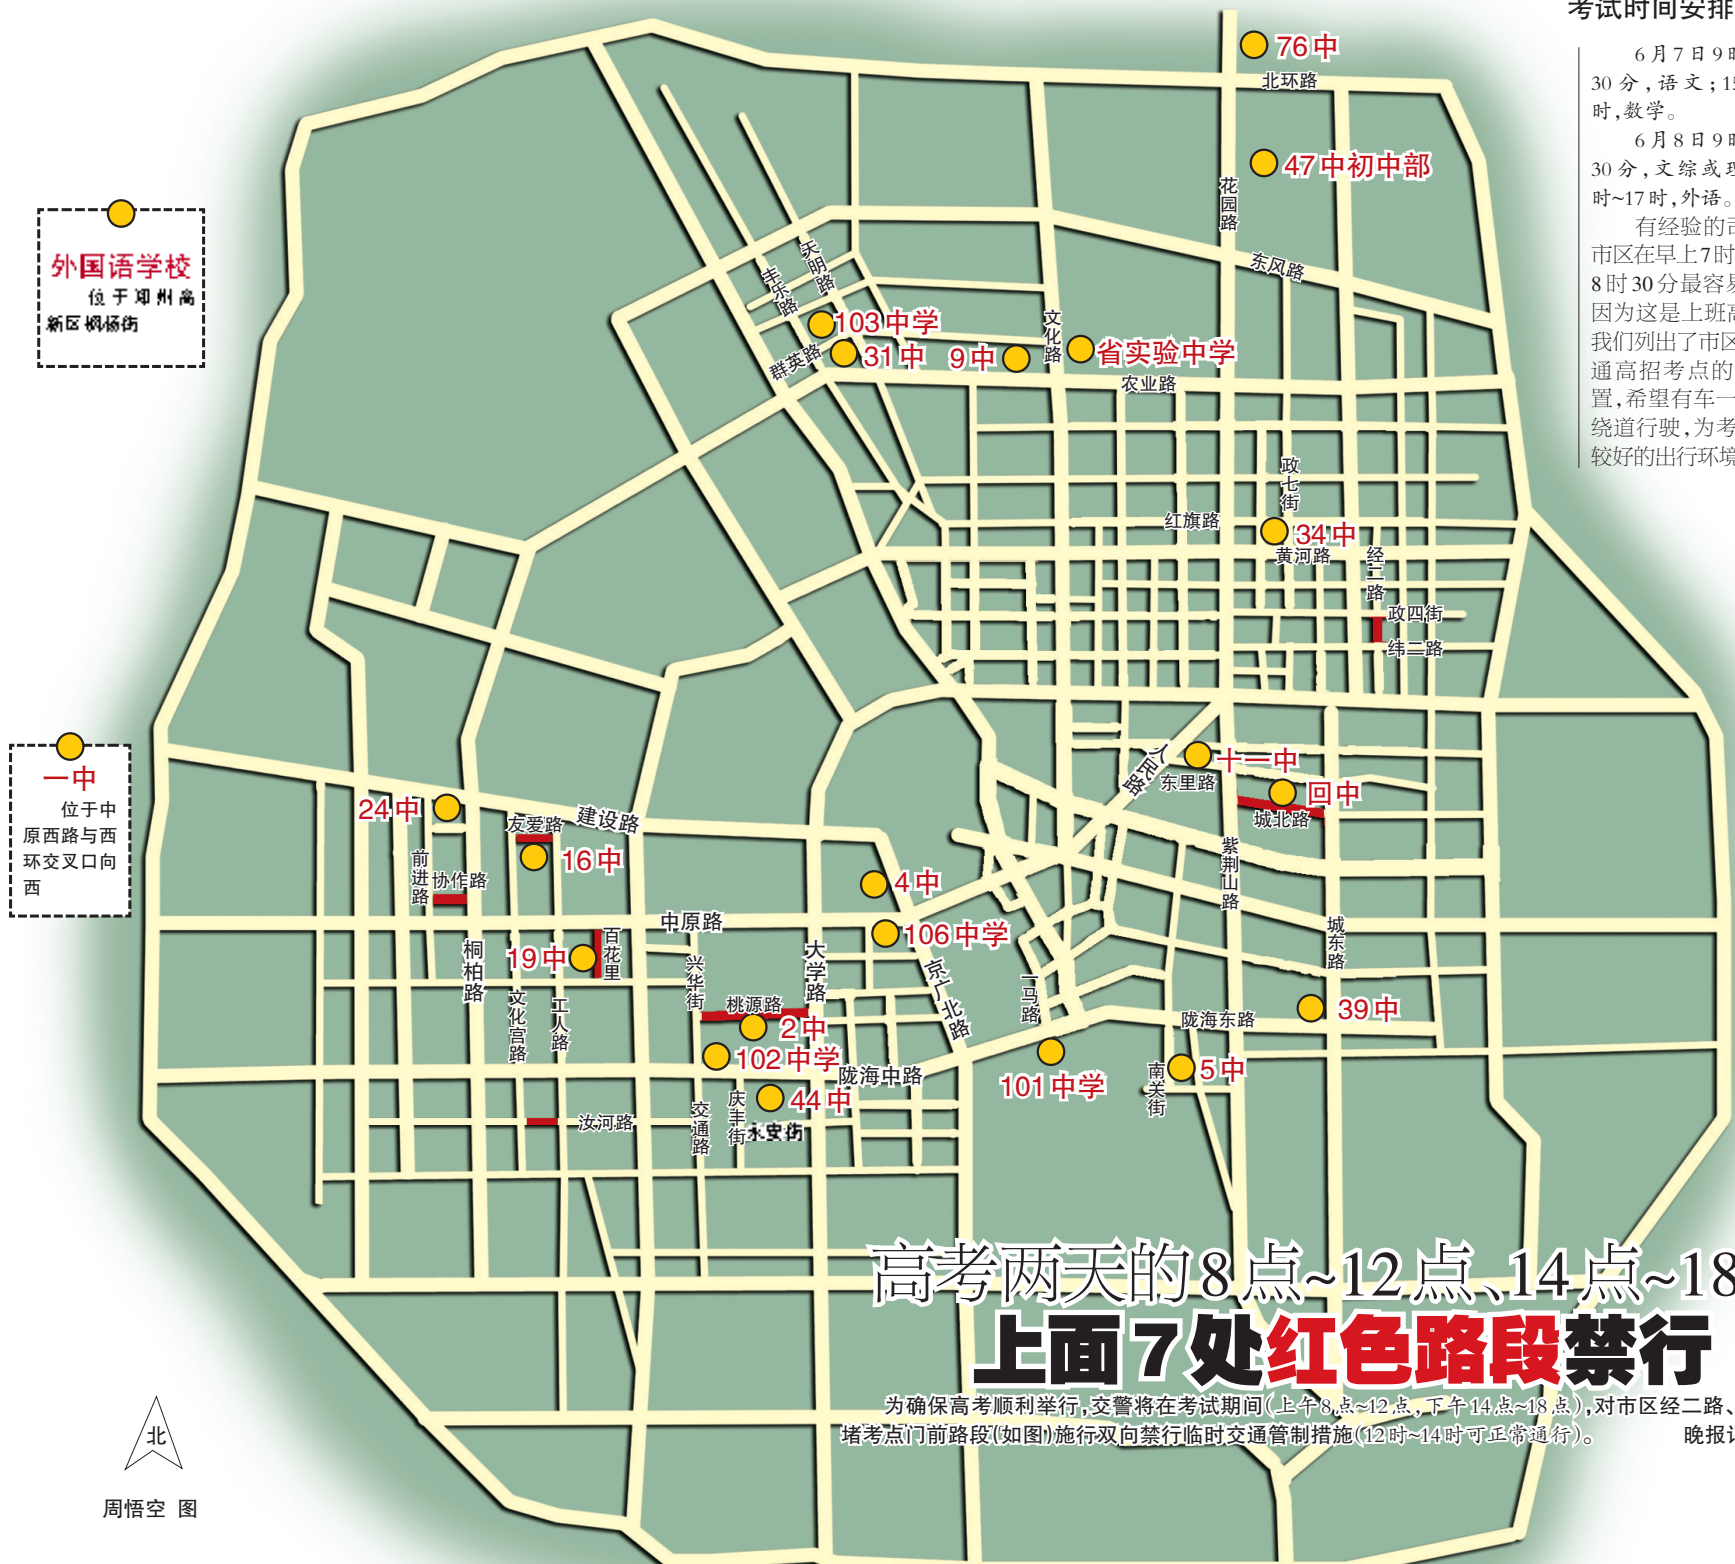 考试时间安排
6月7日9时
30分,语文;15
时,数学。
6月8日9时
30分,文综或理
时~17时,外语。
有经验的司
市区在早上7时
8时30分最容易
因为这是上班高
我们列出了市区
通高招考点的
置,希望有车一
绕道行驶,为考
较好的出行环境
76中
北环路
47中初中部
花园路
东风路
天明路
丰乐路
外国语学校
位于郑州高
新区枫杨街
103中学
31中
群英路
9中
文化路
省实验中学
农业路
政七街
红旗路
34中
黄河路
经二路
政四街
纬二路
一中
位于中
原西路与西
环交叉口向
西
人民路
十一中
东里路
回中
城北路
24中
友爱路
建设路
16中
前进路
协作路
4中
紫荆山路
中原路
106中学
19中
百花里
桐柏路
文化宫路
工人路
兴华街
大学路
桃源路
2中
京广北路
一马路
城东路
39中
陇海东路
102中学
陇海中路
101中学
5中
南关街
44中
汝河路
交通路
庆丰街
永安街
高考两天的8点~12点、14点~18
上面7处红色路段禁行
为确保高考顺利举行,交警将在考试期间(上午8点~12点,下午14点~18点),对市区经二路、
堵考点门前路段(如图)施行双向禁行临时交通管制措施(12时~14时可正常通行)。 晚报记
北
周悟空 图